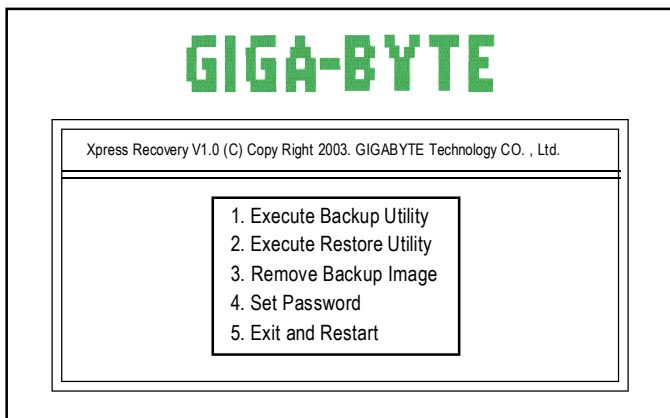 GIGA-BYTE
Xpress Recovery V1.0 (C) Copy Right 2003. GIGABYTE Technology CO. , Ltd.
1. Execute Backup Utility
2. Execute Restore Utility
3. Remove Backup Image
4. Set Password
5. Exit and Restart